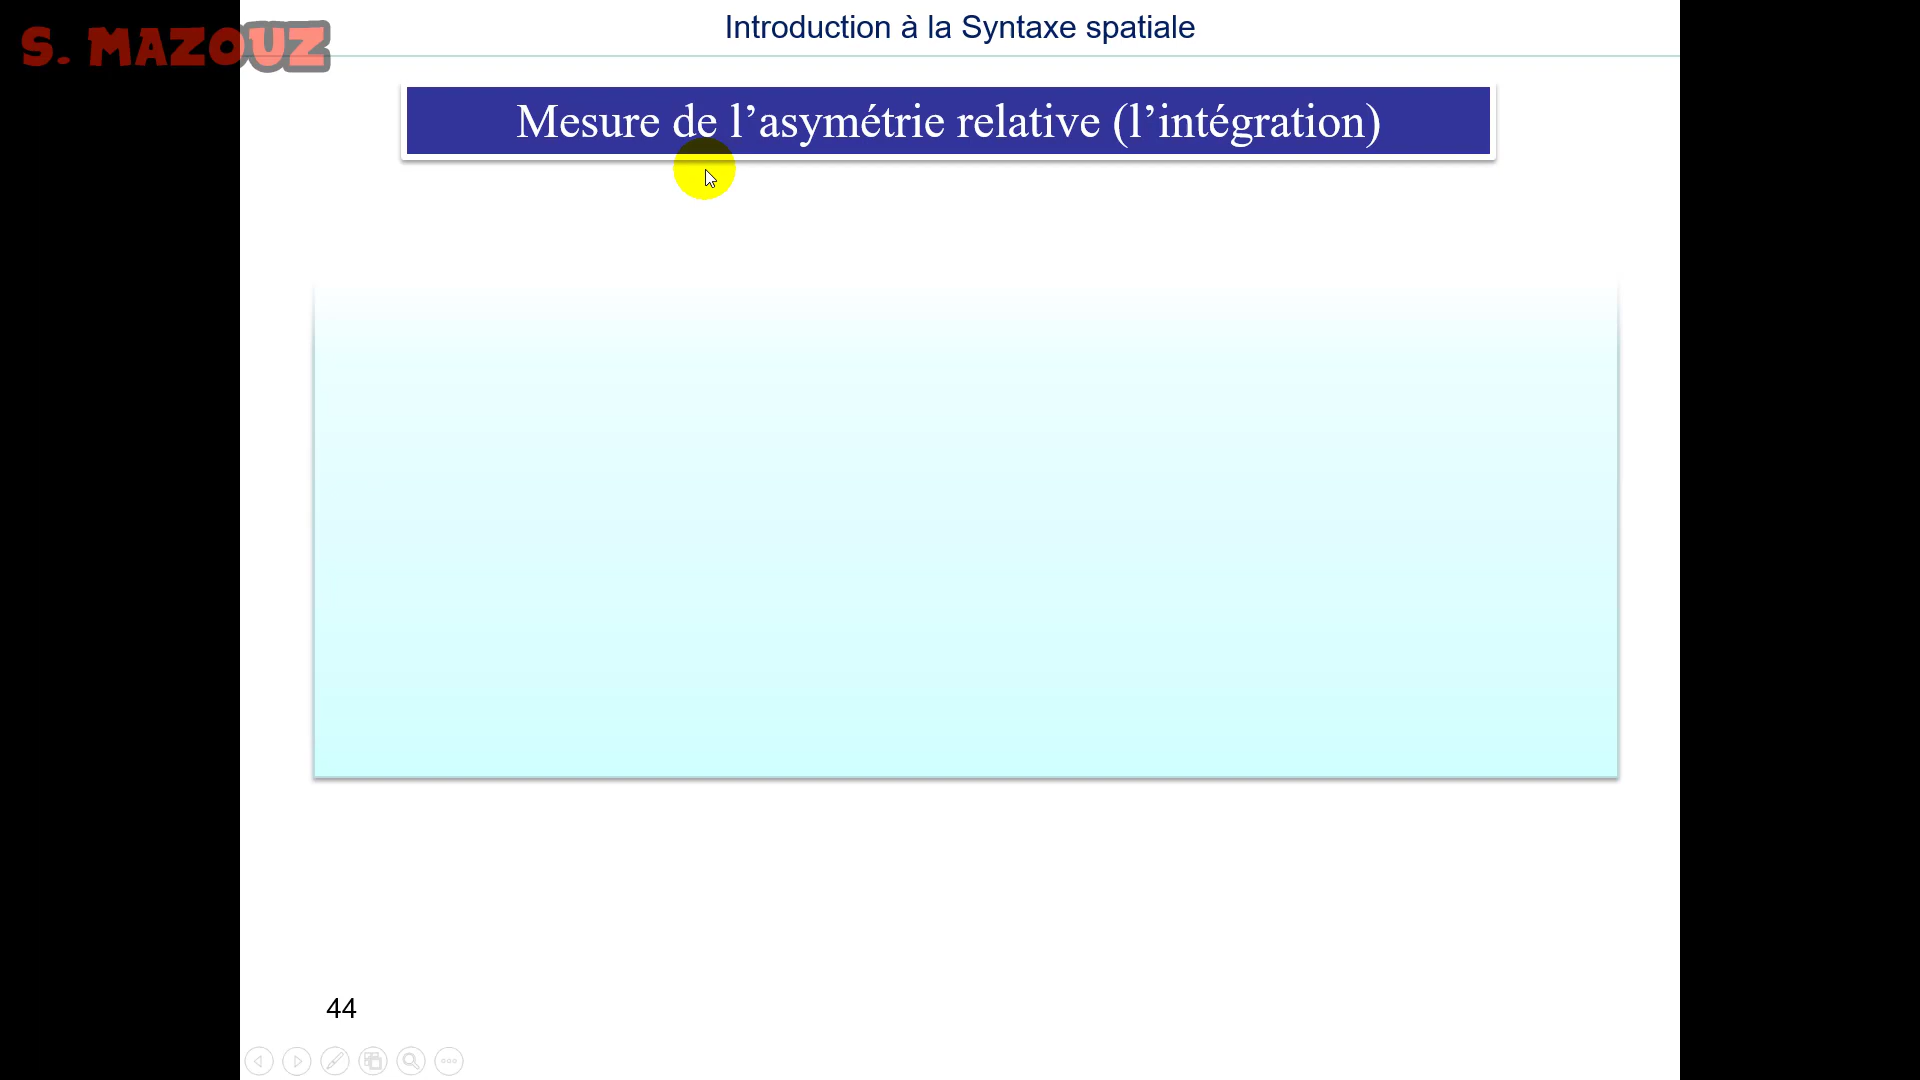 S. MAZOUZ
Introduction à la Syntaxe spatiale
Mesure de l’asymétrie relative (l’intégration)
44